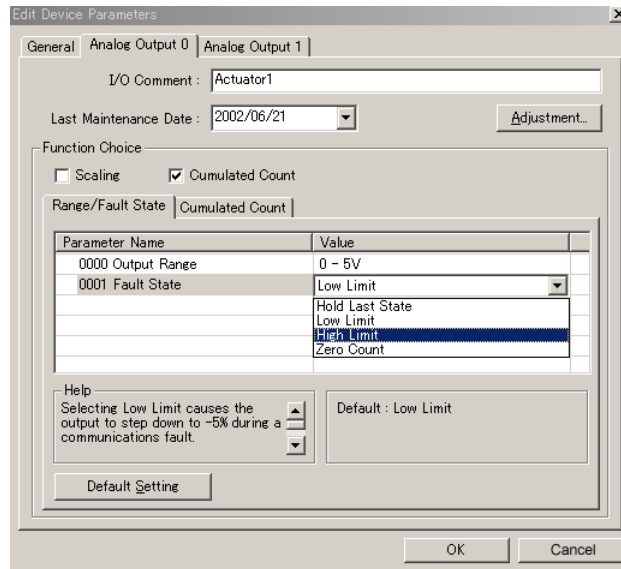 Edit Device Parameters
General
Analog Output 0
Analog Output 1
I/O Comment :
Actuator1
Last Maintenance Date :
2002/06/21
Adjustment...
Function Choice
Scaling
Cumulated Count
Range/Fault State
Cumulated Count
Parameter Name
Value
0000 Output Range
0 - 5V
0001 Fault State
Low Limit
Hold Last State
Low Limit
High Limit
Zero Count
Help
Selecting Low Limit causes the
output to step down to -5% during a
communications fault.
Default : Low Limit
Default Setting
OK
Cancel